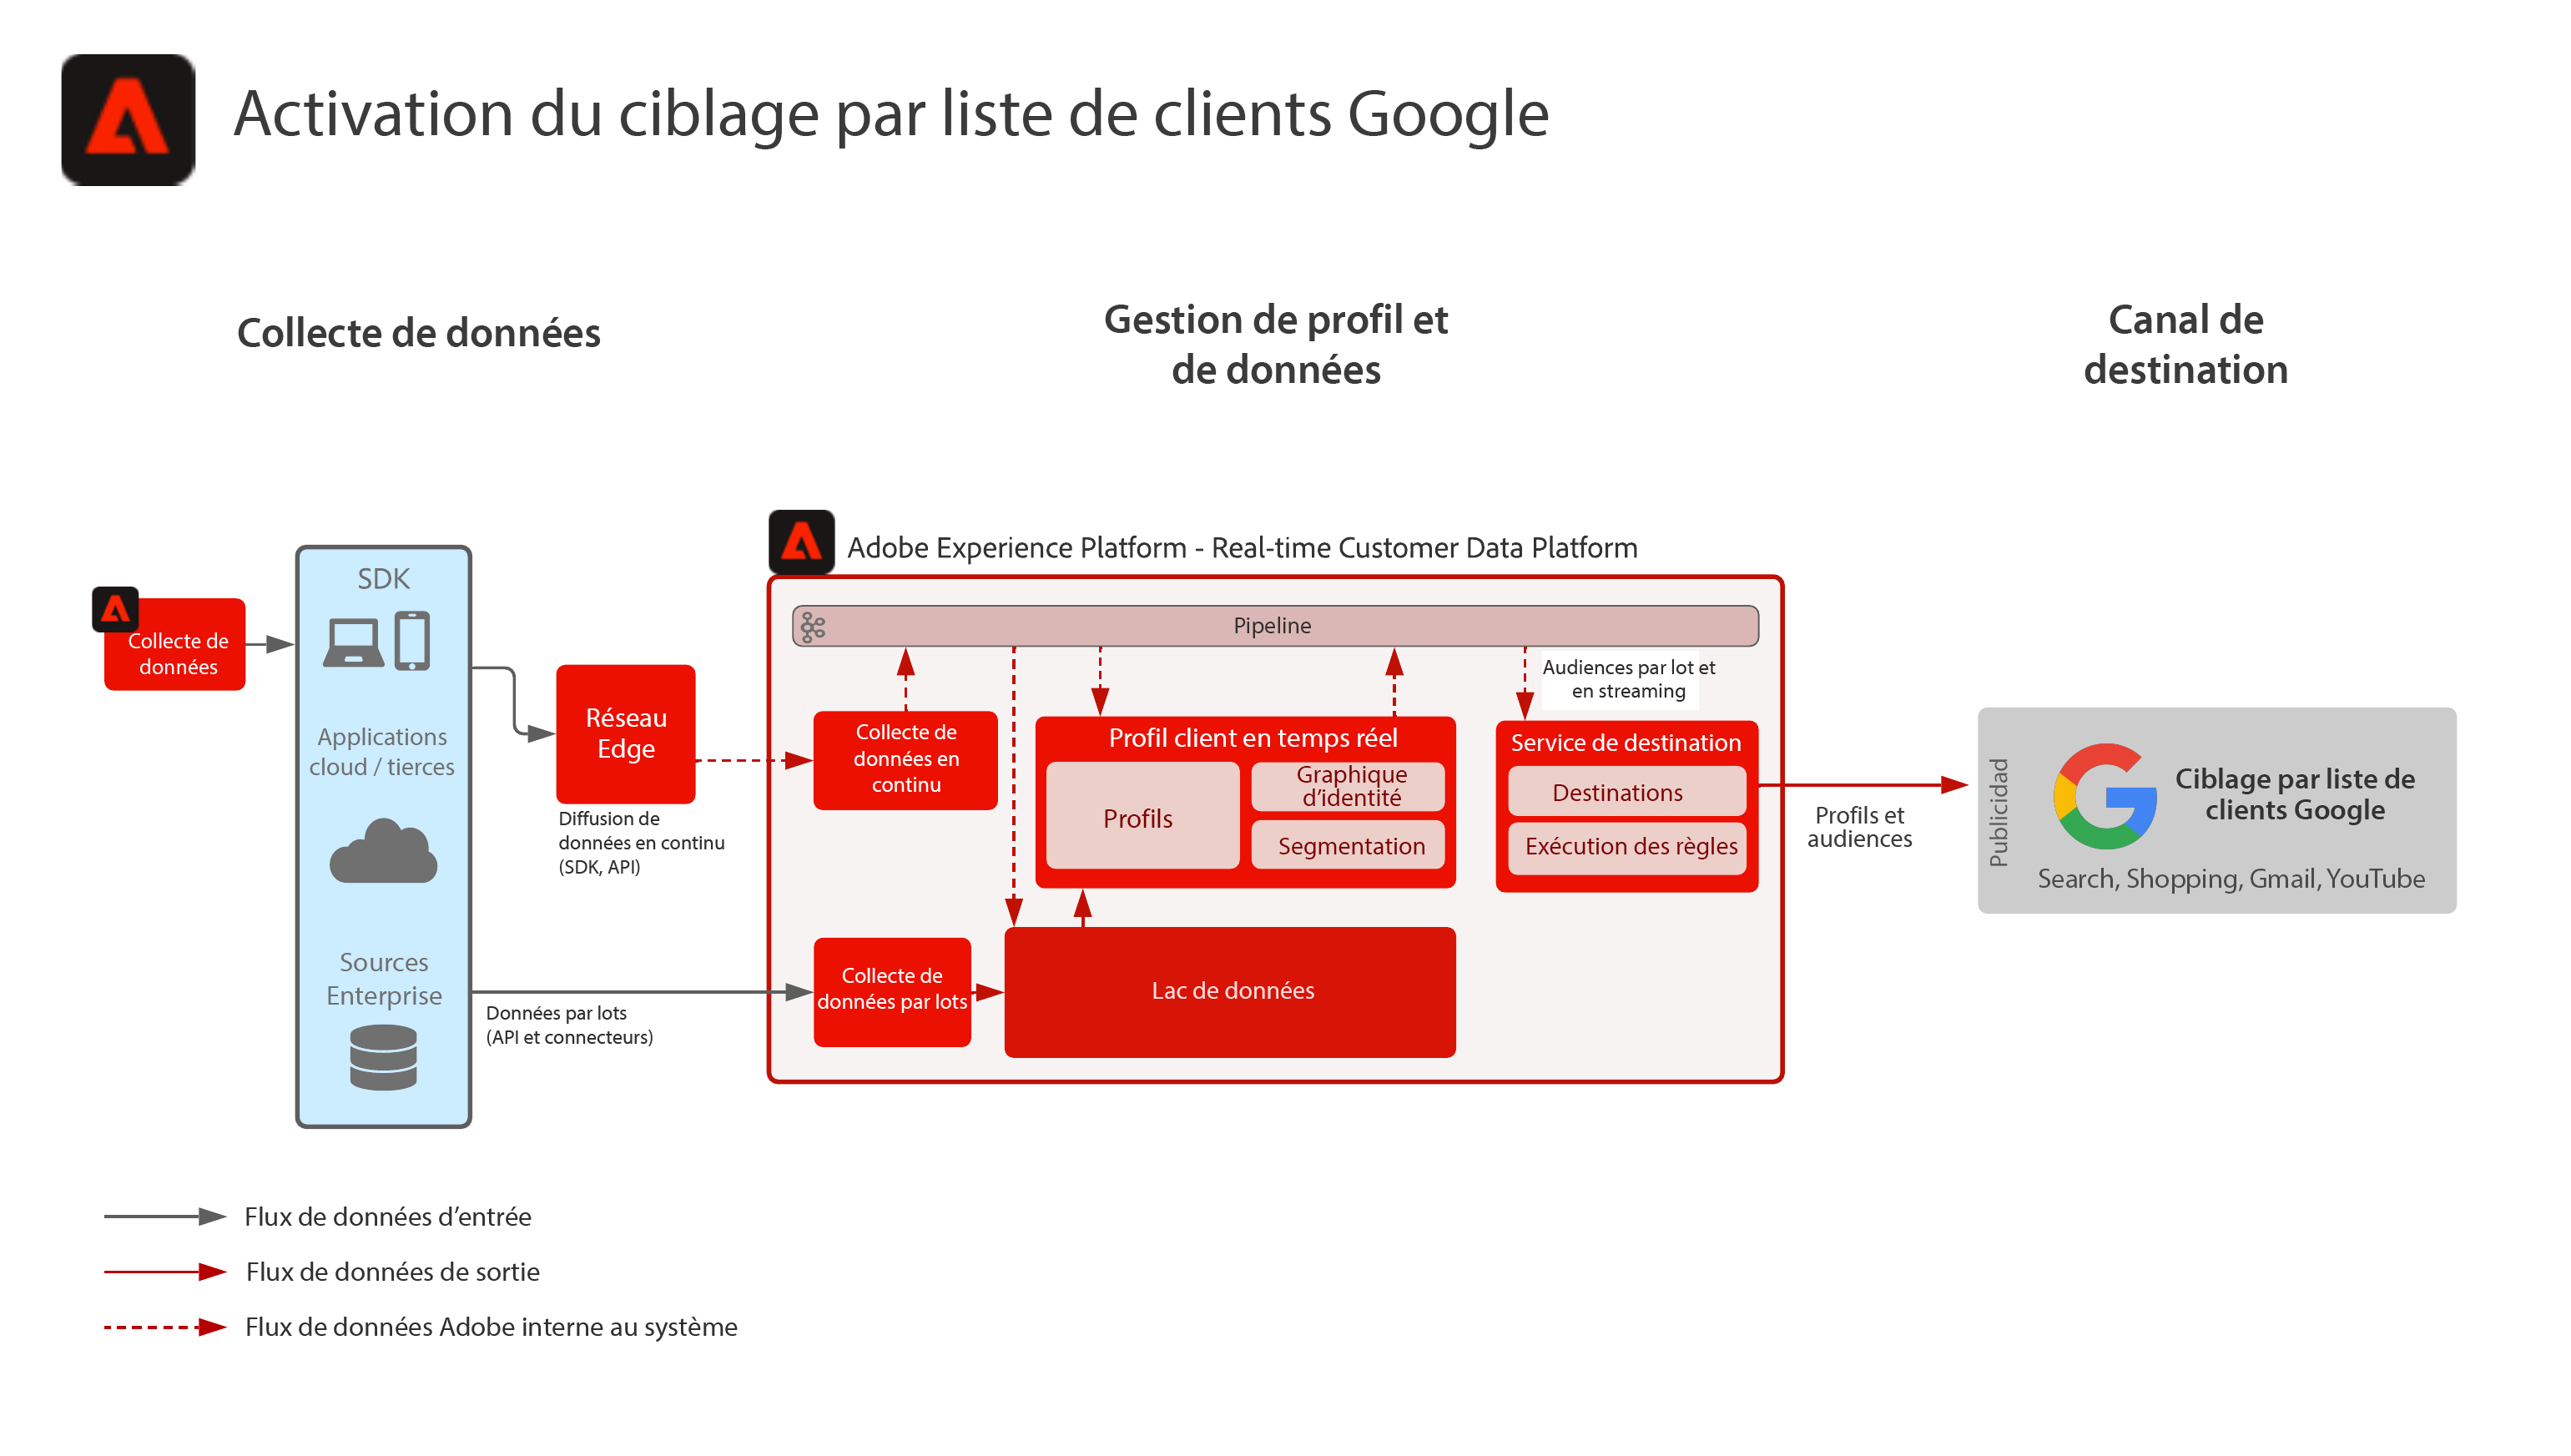 Activation du ciblage par liste de clients Google
Collecte de données
Gestion de profil et
de données
Canal de
destination
Collecte de
données
SDK
Applications
cloud / tierces
Sources
Enterprise
Réseau
Edge
Diffusion de
données en continu
(SDK, API)
Données par lots
(API et connecteurs)
Adobe Experience Platform - Real-time Customer Data Platform
Pipeline
Collecte de
données en
continu
Profil client en temps réel
Profils
Graphique
d’identité
Segmentation
Audiences par lot et
en streaming
Service de destination
Destinations
Exécution des règles
Collecte de
données par lots
Lac de données
Profils et
audiences
Publicidad
Ciblage par liste de
clients Google
Search, Shopping, Gmail, YouTube
Flux de données d’entrée
Flux de données de sortie
Flux de données Adobe interne au système